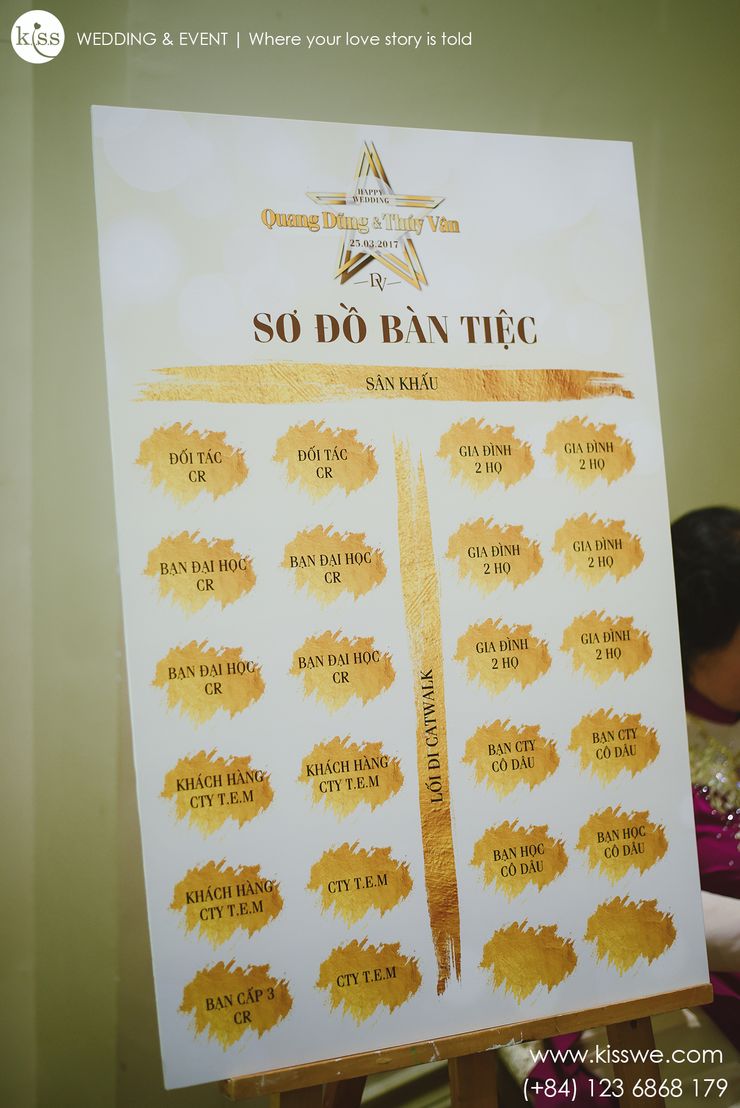 kiss WEDDING & EVENT | Where your love story is told
HAPPY
WEDDING
Quang Dũng & Thúy Vân
25.03.2017
DV
SƠ ĐỒ BÀN TIỆC
SÂN KHẤU
ĐỐI TÁC
CR
ĐỐI TÁC
CR
GIA ĐÌNH
2 HỌ
GIA ĐÌNH
2 HỌ
BẠN ĐẠI HỌC
CR
BẠN ĐẠI HỌC
CR
GIA ĐÌNH
2 HỌ
GIA ĐÌNH
2 HỌ
BẠN ĐẠI HỌC
CR
BẠN ĐẠI HỌC
CR
GIA ĐÌNH
2 HỌ
GIA ĐÌNH
2 HỌ
LỐI ĐI CATWALK
KHÁCH HÀNG
CTY T.E.M
KHÁCH HÀNG
CTY T.E.M
BẠN CTY
CÔ DÂU
BẠN CTY
CÔ DÂU
KHÁCH HÀNG
CTY T.E.M
CTY T.E.M
BẠN HỌC
CÔ DÂU
BẠN HỌC
CÔ DÂU
BẠN CẤP 3
CR
CTY T.E.M
www.kisswe.com
(+84) 123 6868 179